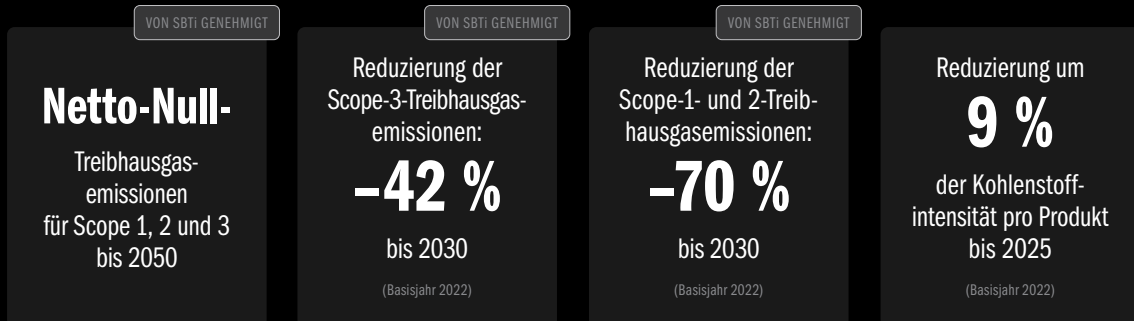 VON SBTi GENEHMIGT
Netto-Null-
Treibhausgas-
emissionen
für Scope 1, 2 und 3
bis 2050
VON SBTi GENEHMIGT
Reduzierung der
Scope-3-Treibhausgas-
emissionen:
–42 %
bis 2030
(Basisjahr 2022)
VON SBTi GENEHMIGT
Reduzierung der
Scope-1- und 2-Treib-
hausgasemissionen:
–70 %
bis 2030
(Basisjahr 2022)
Reduzierung um
9 %
der Kohlenstoff-
intensität pro Produkt
bis 2025
(Basisjahr 2022)